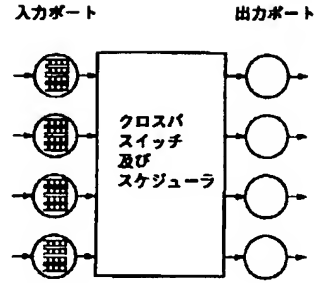 入力ポート
出力ポート
クロスバ
スイッチ
及び
スケジューラ